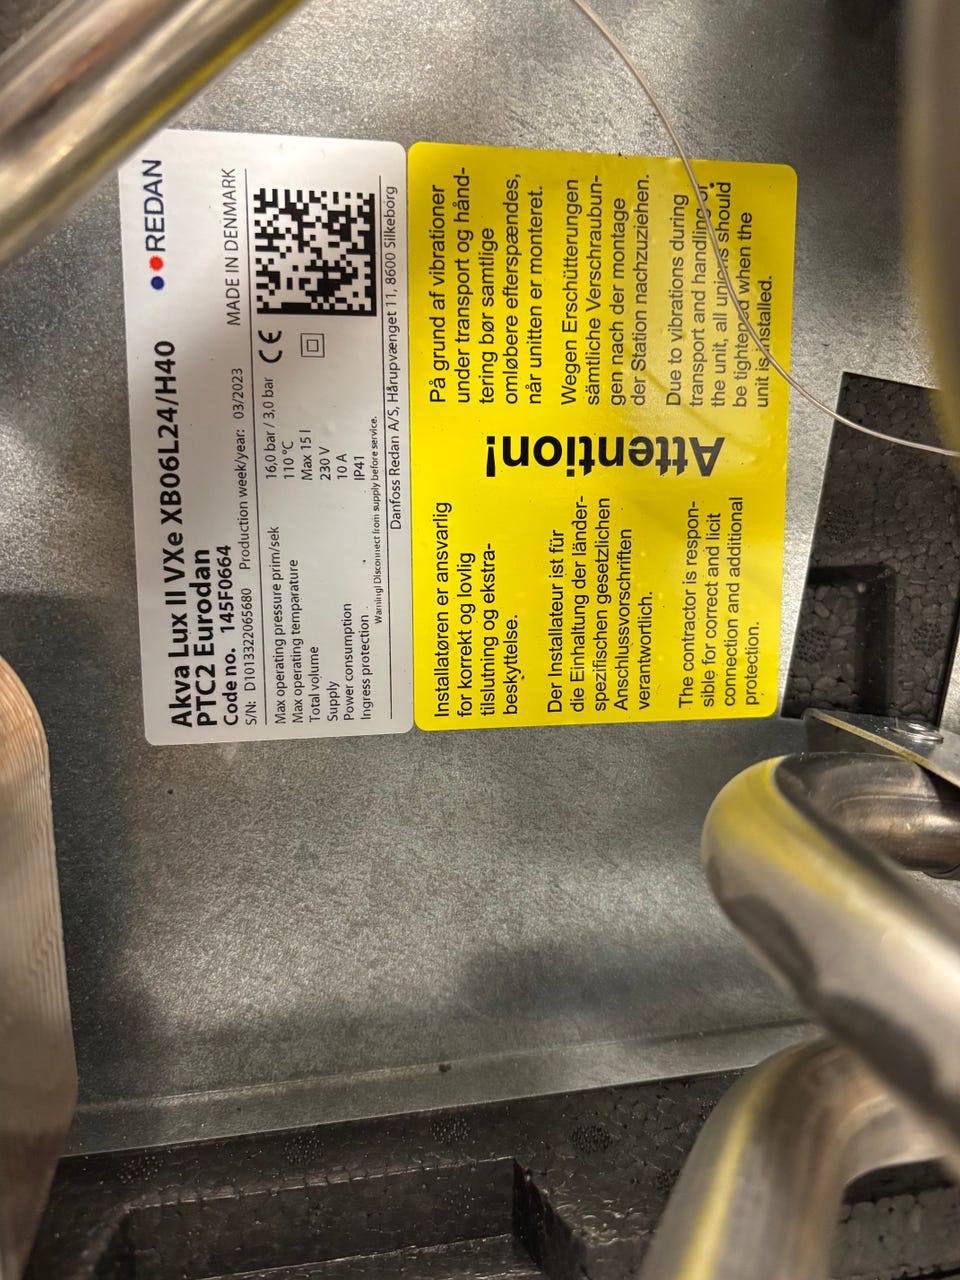 REDAN
Akva Lux II VXe XB06L24/H40
PTC2 Eurodan
Code no. 145F0664
MADE IN DENMARK
S/N: D1013322065680 Production week/year: 03/2023
Max operating pressure prim/sek 16,0 bar / 3,0 bar
Max operating temparature 110 °C
Total volume Max 15 l
Supply 230 V
Power consumption 10 A
Ingress protection IP41
CE
Warning! Disconnect from supply before service.
Danfoss Redan A/S, Hårupvænget 11, 8600 Silkeborg
Attention!
Installatøren er ansvarlig
for korrekt og lovlig
tilslutning og ekstra-
beskyttelse.
Der Installateur ist für
die Einhaltung der länder-
spezifischen gesetzlichen
Anschlussvorschriften
verantwortlich.
The contractor is respon-
sible for correct and licit
connection and additional
protection.
På grund af vibrationer
under transport og hånd-
tering bør samtlige
omløbere efterspændes,
når unitten er monteret.
Wegen Erschütterungen
sämtliche Verschraubun-
gen nach der montage
der Station nachzuziehen.
Due to vibrations during
transport and handling of
the unit, all unions should
be tightened when the
unit is installed.